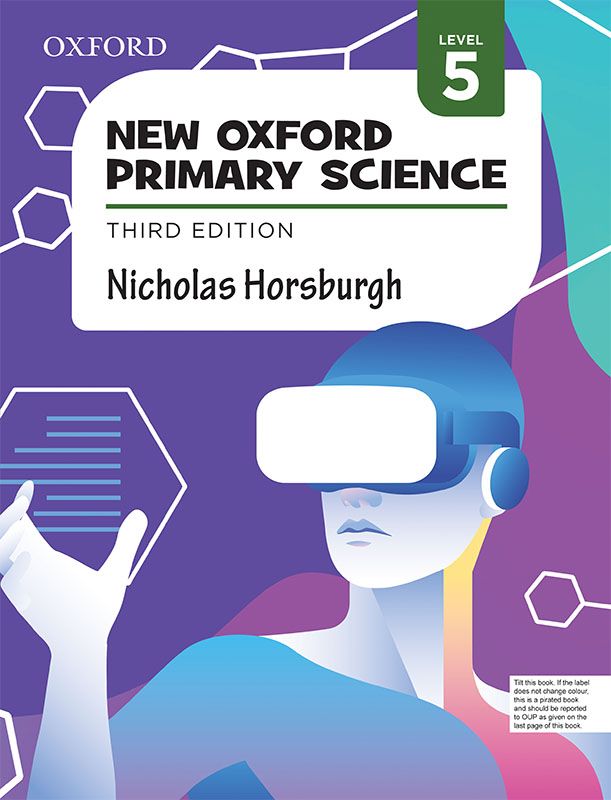 OXFORD
LEVEL
5
NEW OXFORD
PRIMARY SCIENCE
THIRD EDITION
Nicholas Horsburgh
Tilt this book. If the label
does not change colour,
this is a pirated book
and should be reported
to OUP as given on the
last page of this book.